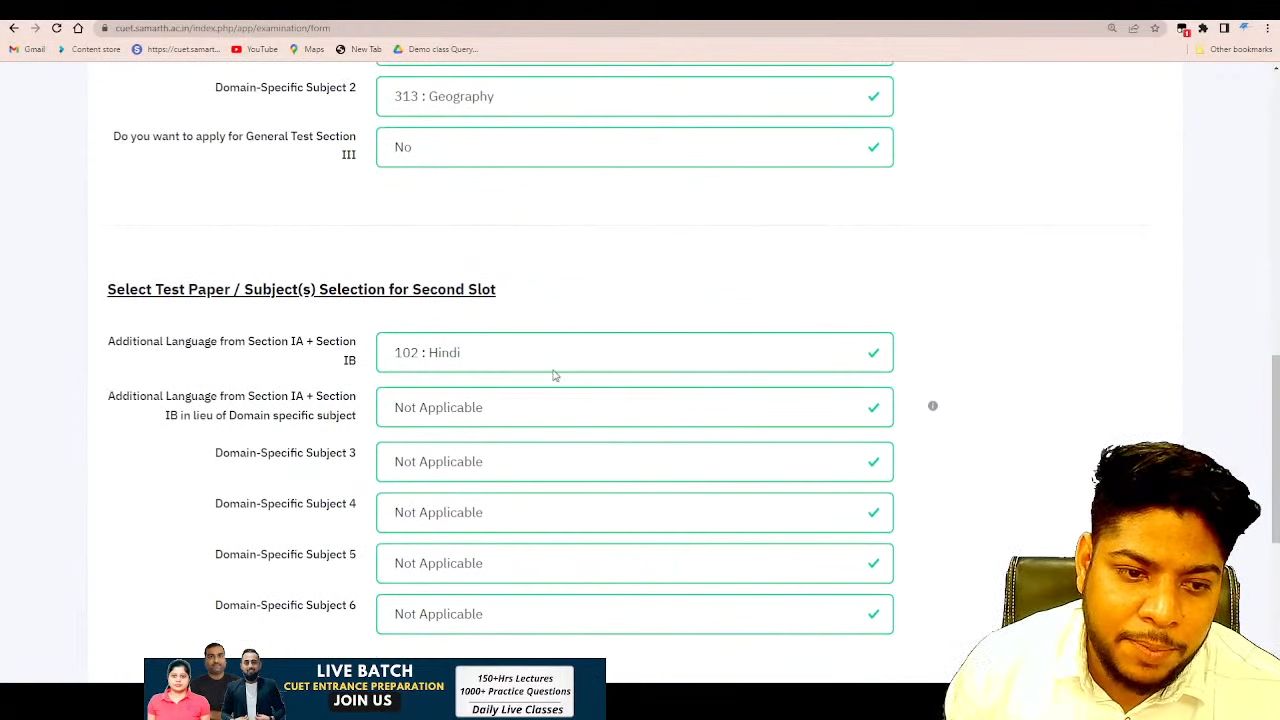 cuet.samarth.ac.in/index.php/app/examination/form
Gmail
Content store
https://cuet.samart...
YouTube
Maps
New Tab
Demo class Query...
Other bookmarks
Domain-Specific Subject 2
313 : Geography
Do you want to apply for General Test Section
III
No
Select Test Paper / Subject(s) Selection for Second Slot
Additional Language from Section IA + Section
IB
102 : Hindi
Additional Language from Section IA + Section
IB in lieu of Domain specific subject
Not Applicable
Domain-Specific Subject 3
Not Applicable
Domain-Specific Subject 4
Not Applicable
Domain-Specific Subject 5
Not Applicable
Domain-Specific Subject 6
Not Applicable
LIVE BATCH
CUET ENTRANCE PREPARATION
JOIN US
150+Hrs Lectures
1000+ Practice Questions
Daily Live Classes